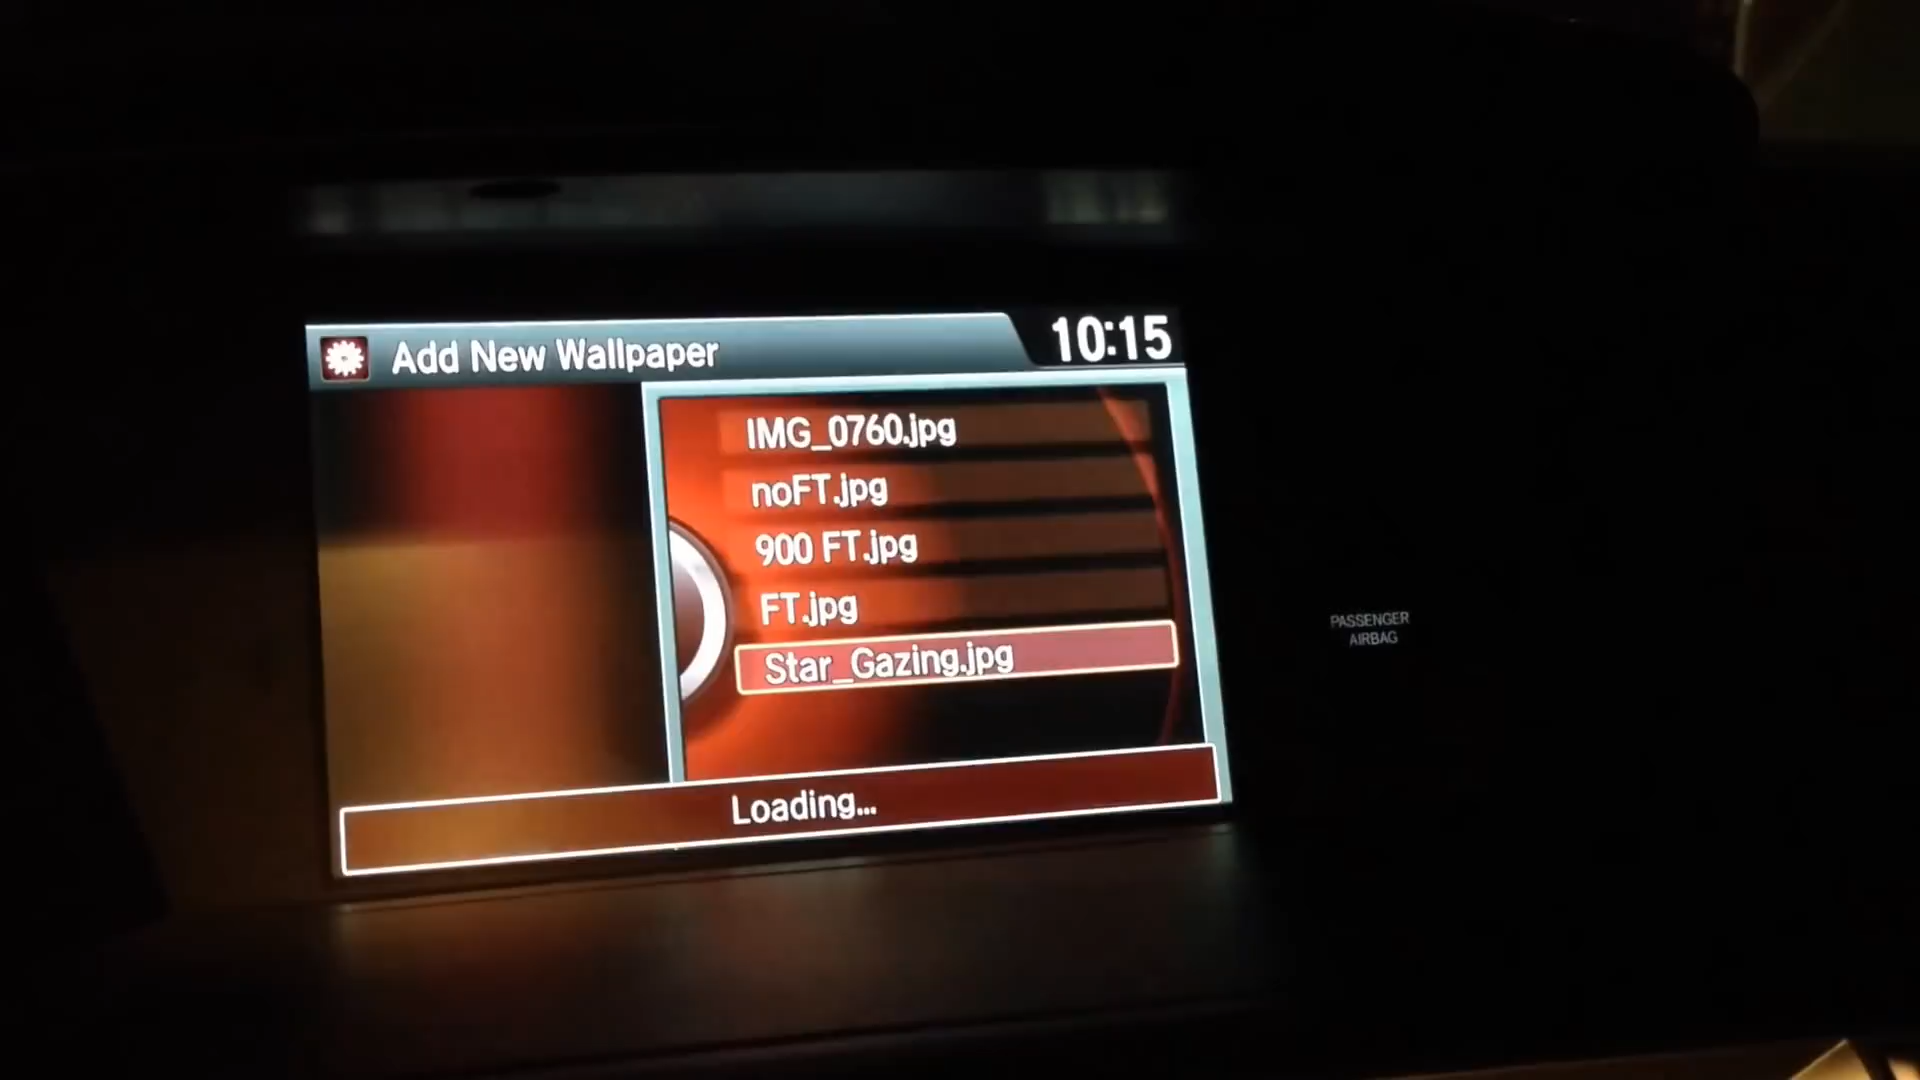 Add New Wallpaper
10:15
IMG_0760.jpg
noFT.jpg
900 FT.jpg
FT.jpg
Star_Gazing.jpg
Loading...
PASSENGER
AIRBAG